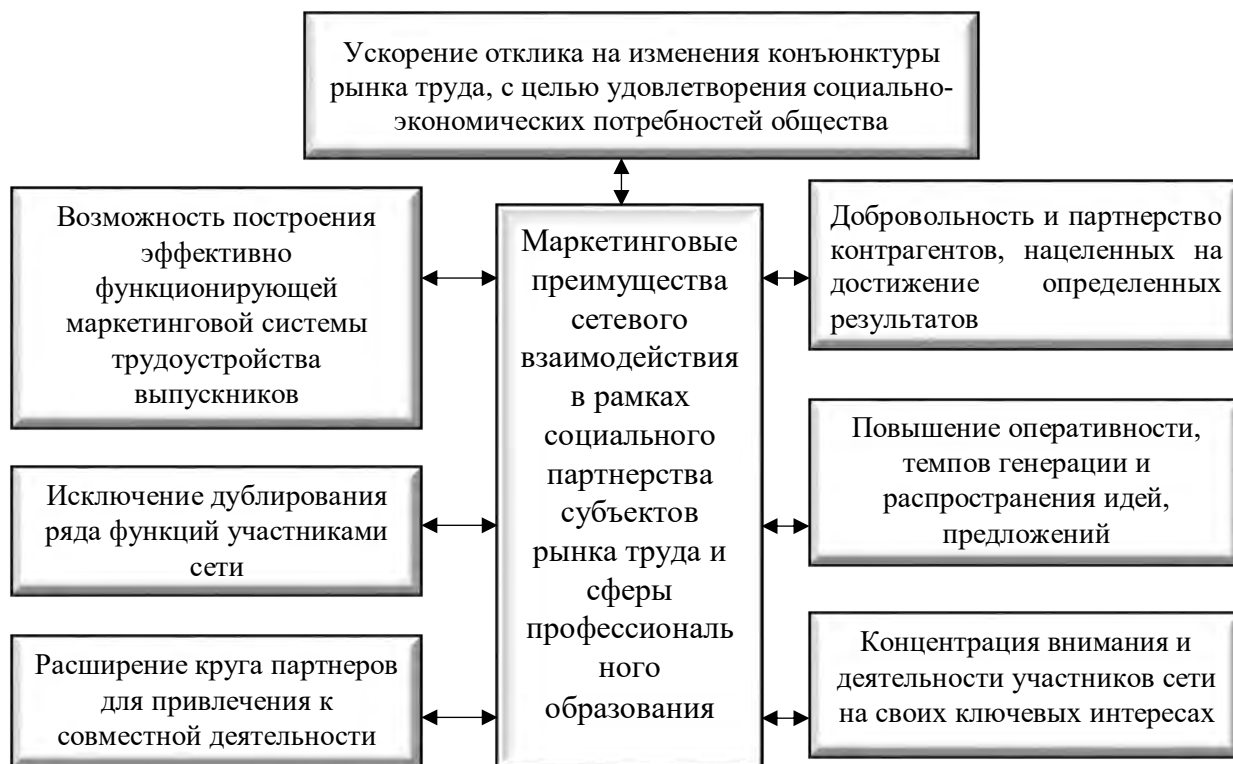 Ускорение отклика на изменения конъюнктуры
рынка труда, с целью удовлетворения социально-
экономических потребностей общества
Возможность построения
эффективно
функционирующей
маркетинговой системы
трудоустройства
выпускников
Исключение дублирования
ряда функций участниками
сети
Расширение круга партнеров
для привлечения к
совместной деятельности
Маркетинговые
преимущества
сетевого
взаимодействия
в рамках
социального
партнерства
субъектов
рынка труда и
сферы
профессиональ
ного
образования
Добровольность и партнерство
контрагентов, нацеленных на
достижение определенных
результатов
Повышение оперативности,
темпов генерации и
распространения идей,
предложений
Концентрация внимания и
деятельности участников сети
на своих ключевых интересах